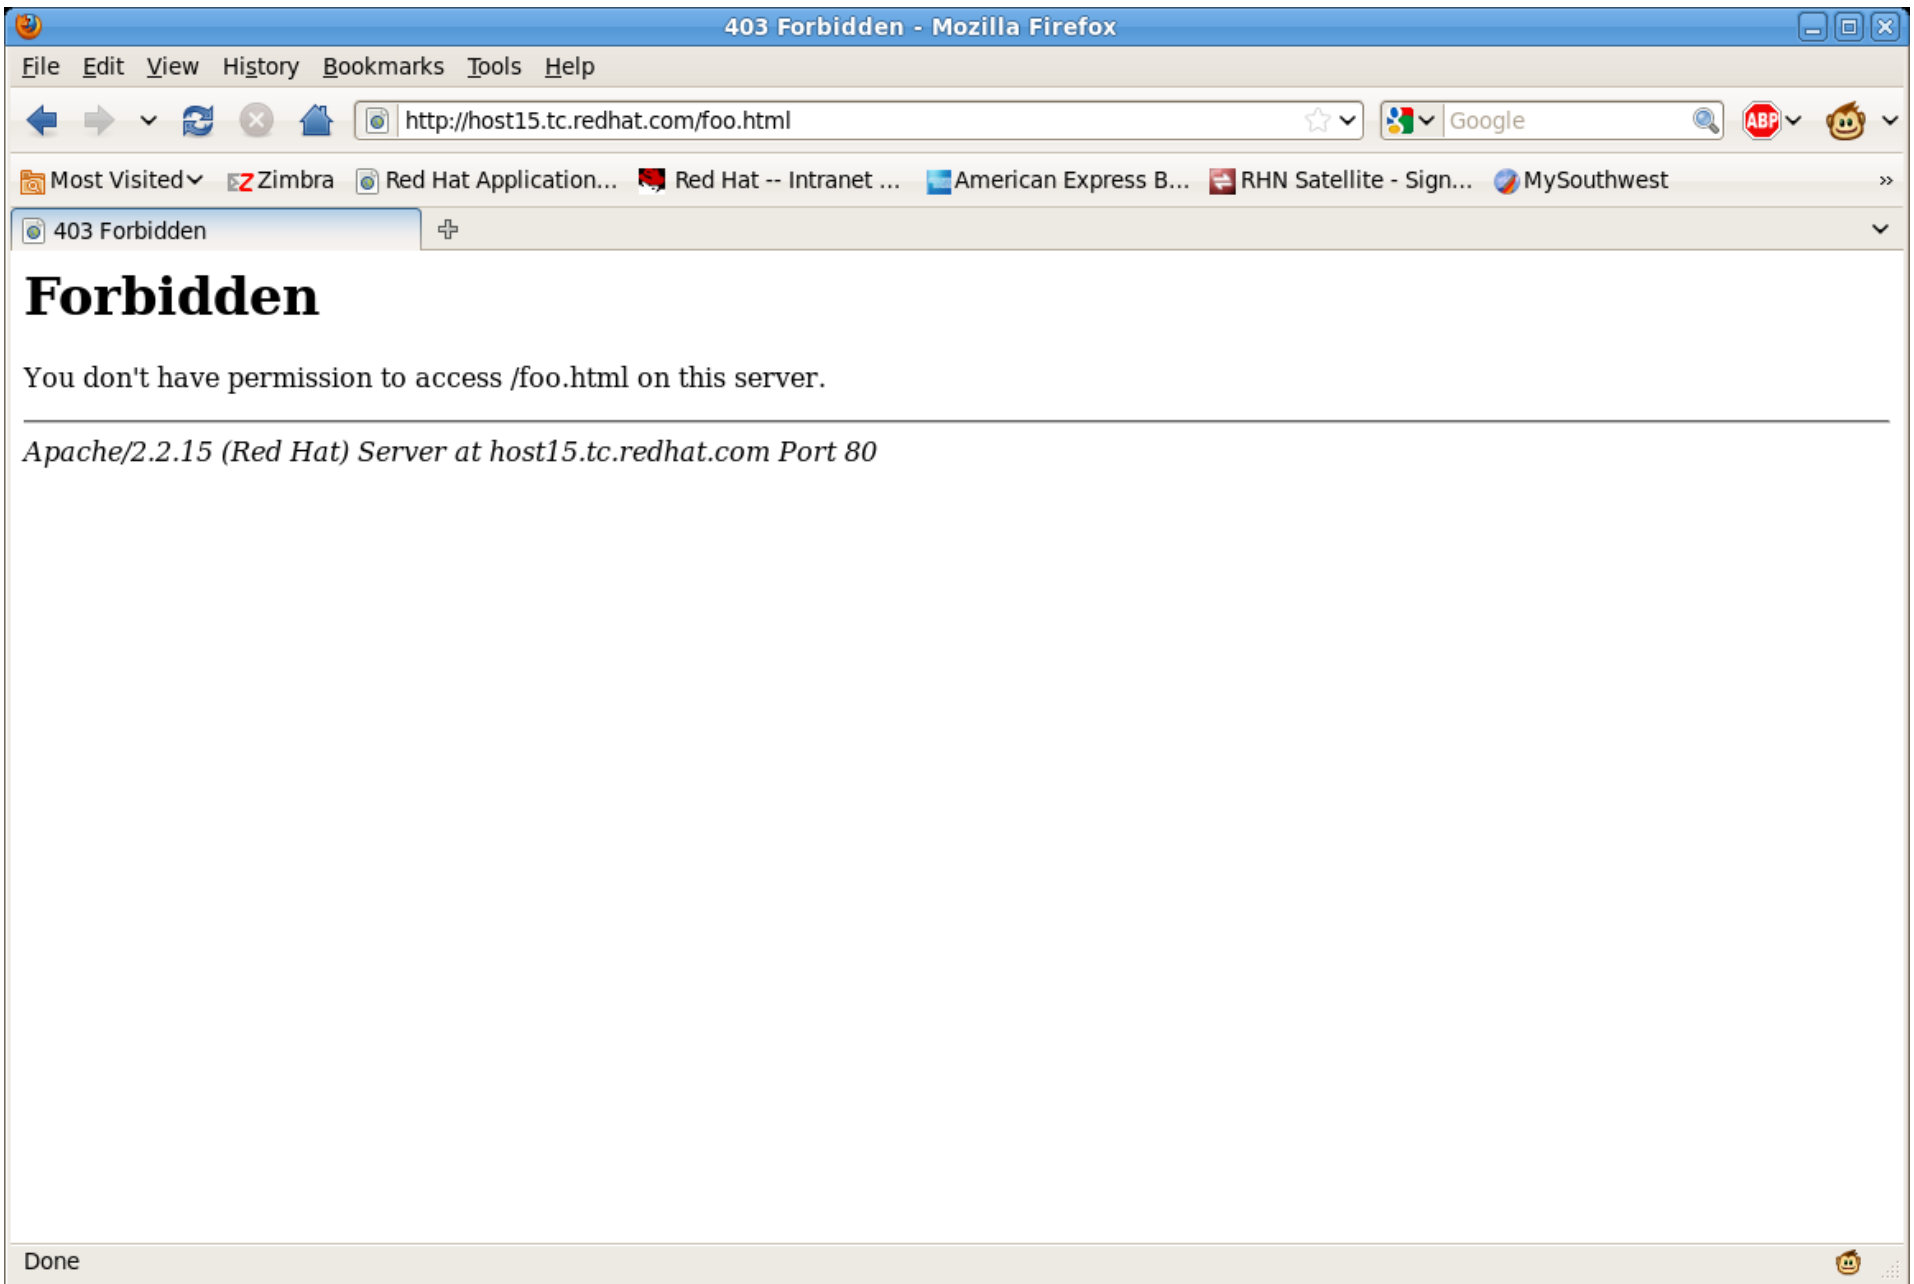 403 Forbidden - Mozilla Firefox
File Edit View History Bookmarks Tools Help
http://host15.tc.redhat.com/foo.html Google ABP
Most Visited Zimbra Red Hat Application... Red Hat -- Intranet ... American Express B... RHN Satellite - Sign... MySouthwest »
403 Forbidden
Forbidden
You don't have permission to access /foo.html on this server.
Apache/2.2.15 (Red Hat) Server at host15.tc.redhat.com Port 80
Done